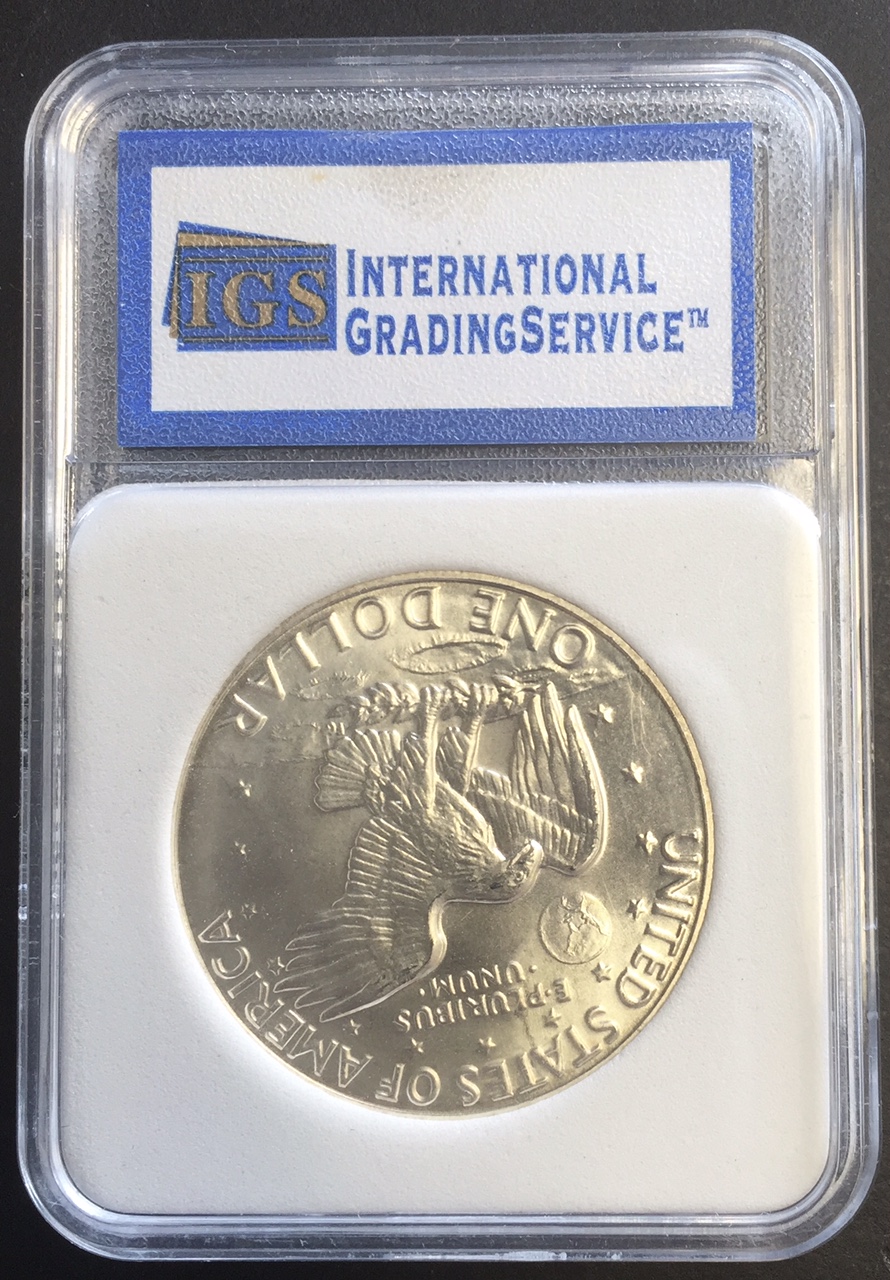 IGS
INTERNATIONAL
GRADINGSERVICE™
UNITED STATES OF AMERICA
E·PLURIBUS
·UNUM·
ONE DOLLAR